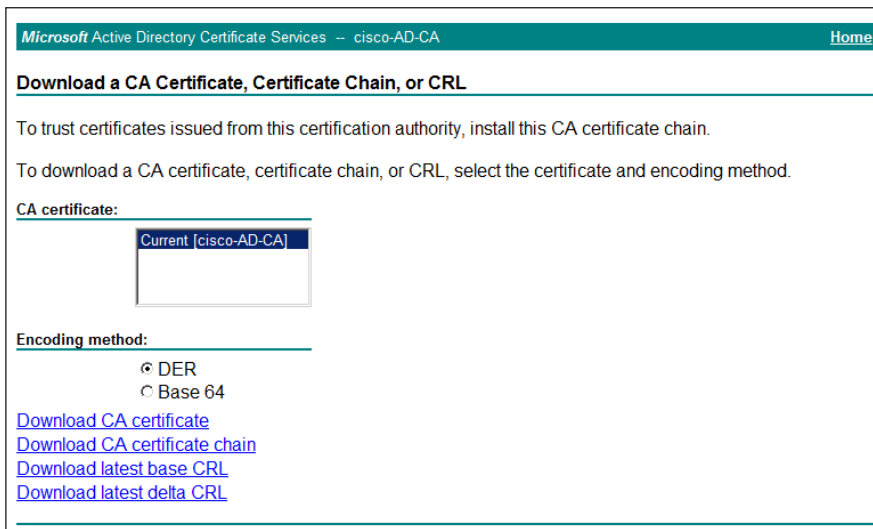 Microsoft Active Directory Certificate Services -- cisco-AD-CA Home
Download a CA Certificate, Certificate Chain, or CRL
To trust certificates issued from this certification authority, install this CA certificate chain.
To download a CA certificate, certificate chain, or CRL, select the certificate and encoding method.
CA certificate:
Current [cisco-AD-CA]
Encoding method:
DER
Base 64
Download CA certificate
Download CA certificate chain
Download latest base CRL
Download latest delta CRL